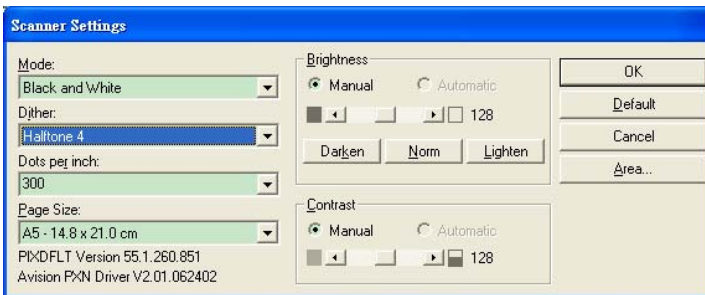 Scanner Settings
Mode:
Black and White
Dither:
Halftone 4
Dots per inch:
300
Page Size:
A5 - 14.8 x 21.0 cm
PIXDFLT Version 55.1.260.851
Avision PXN Driver V2.01.062402
Brightness
Manual Automatic
128
Darken Norm Lighten
Contrast
Manual Automatic
128
OK
Default
Cancel
Area...